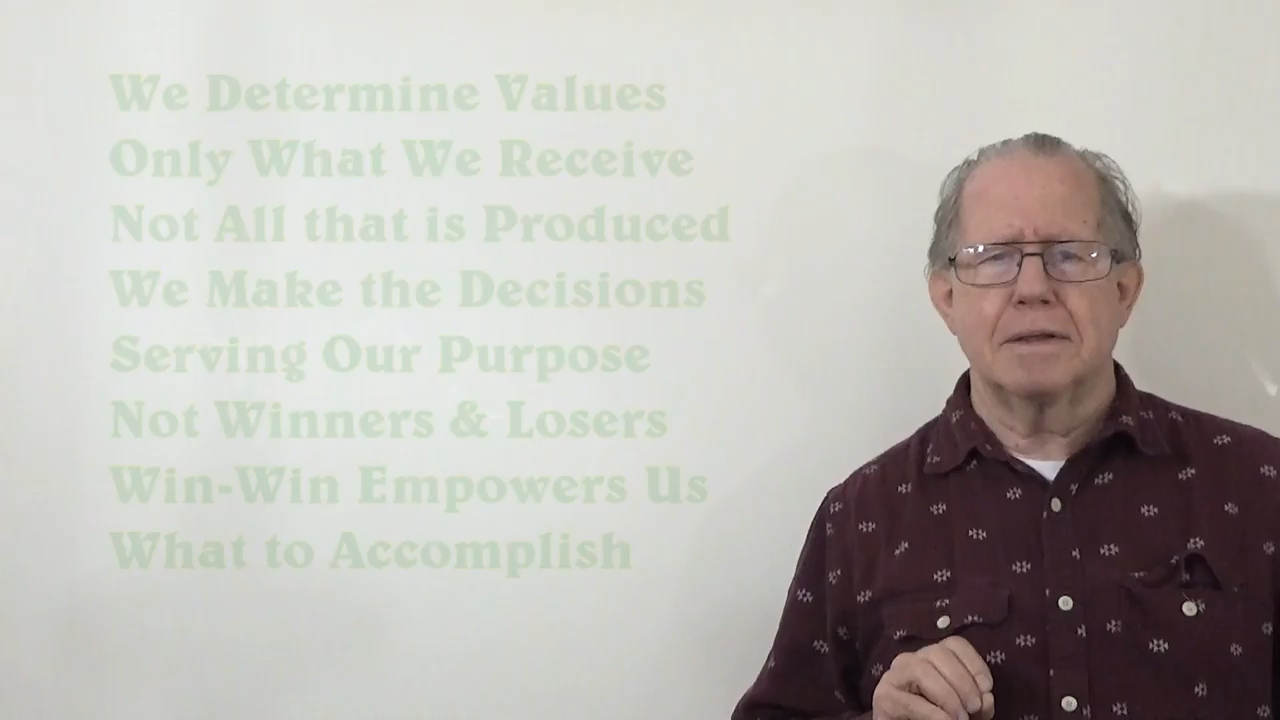 We Determine Values
Only What We Receive
Not All that is Produced
We Make the Decisions
Serving Our Purpose
Not Winners & Losers
Win-Win Empowers Us
What to Accomplish